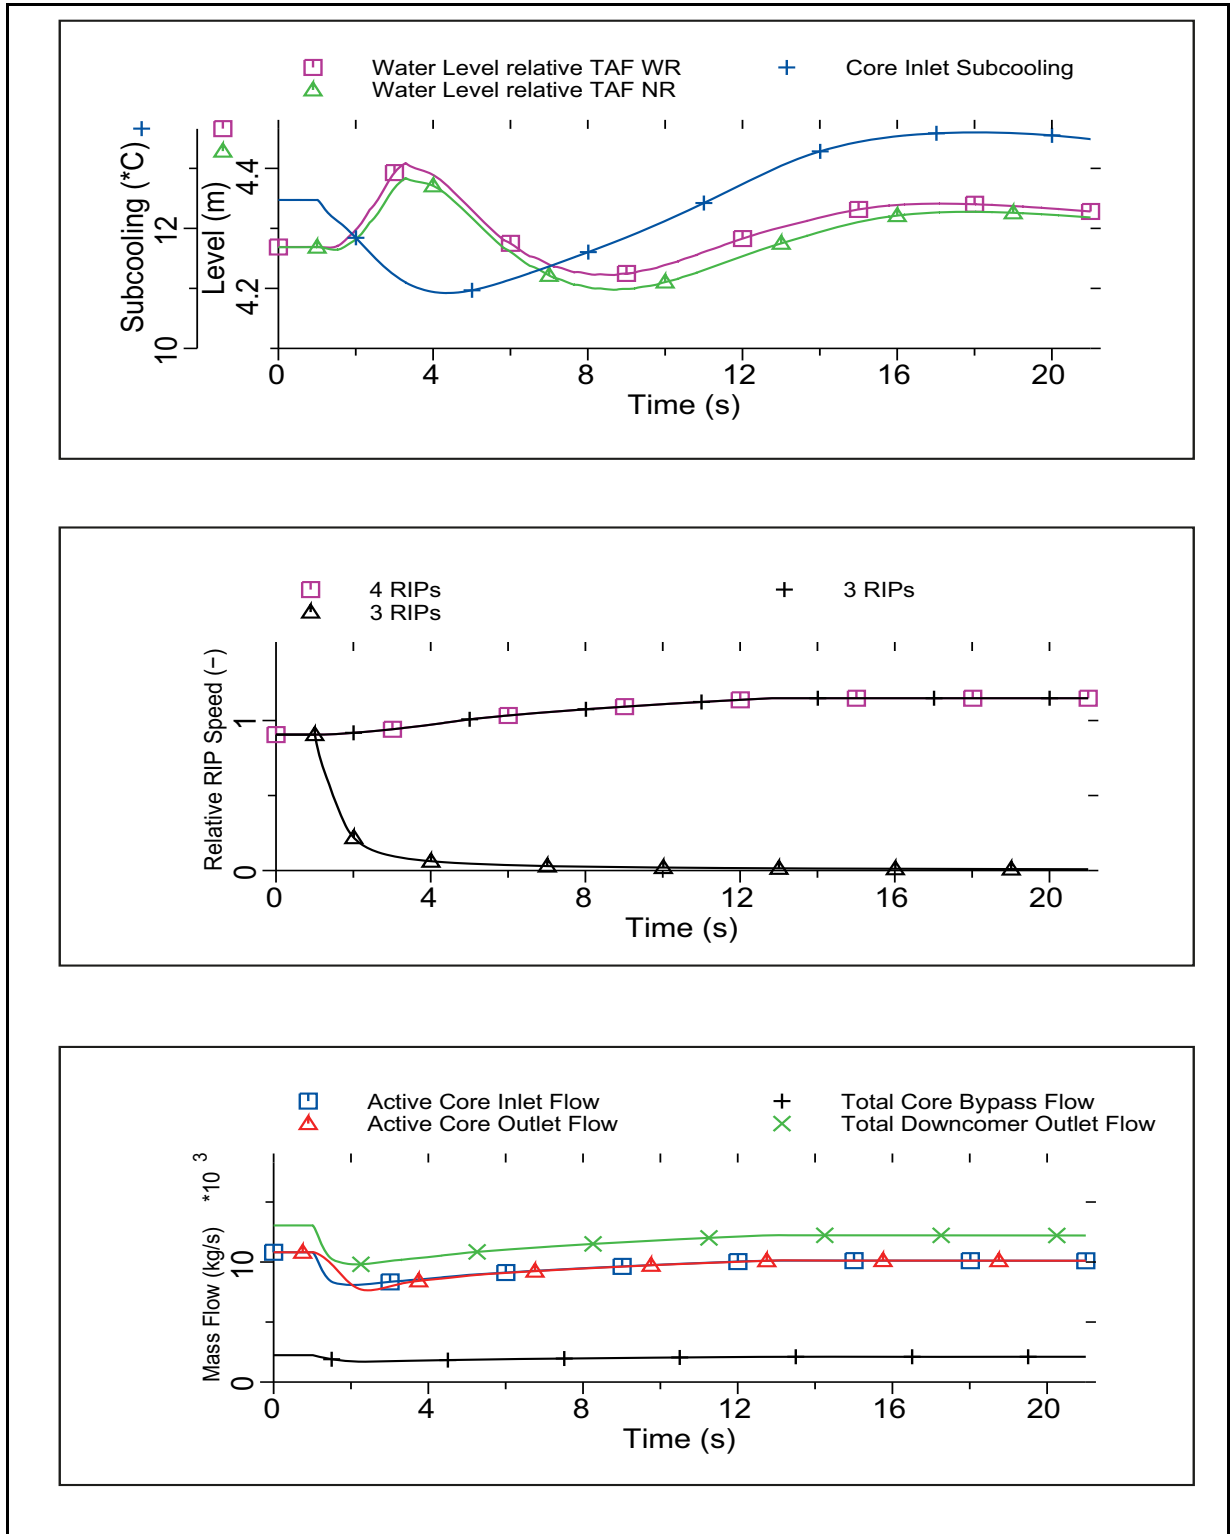 Water Level relative TAF WR
Core Inlet Subcooling
Water Level relative TAF NR
Subcooling (*C)
10
12
Level (m)
4.2
4.4
0
4
8
12
16
20
Time (s)
4 RIPs
3 RIPs
3 RIPs
Relative RIP Speed (−)
0
1
0
4
8
12
16
20
Time (s)
Active Core Inlet Flow
Total Core Bypass Flow
Active Core Outlet Flow
Total Downcomer Outlet Flow
Mass Flow (kg/s) *10 3
0
10
0
4
8
12
16
20
Time (s)